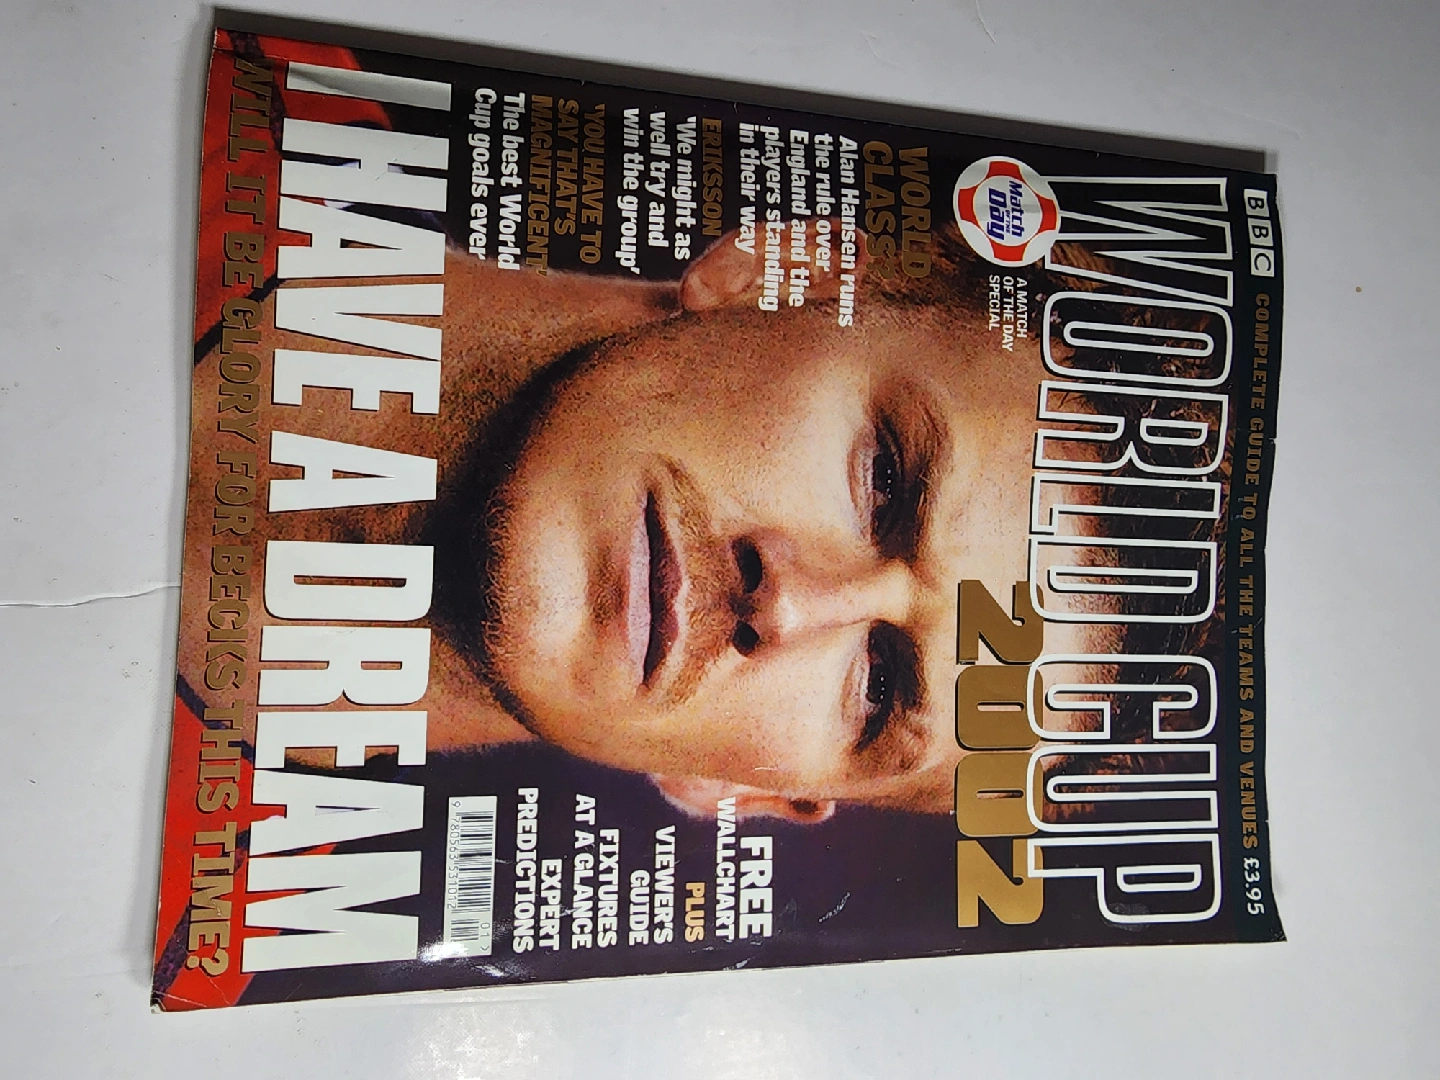 BBC COMPLETE GUIDE TO ALL THE TEAMS AND VENUES £3.95
WORLD CUP
2002
Match
OF THE
Day
A MATCH
OF THE DAY
SPECIAL
WORLD
CLASS?
Alan Hansen runs
the rule over
England and the
players standing
in their way
ERIKSSON
'We might as
well try and
win the group'
'YOU HAVE TO
SAY THAT'S
MAGNIFICENT'
The best World
Cup goals ever
FREE
WALLCHART
PLUS
VIEWER'S
GUIDE
FIXTURES
AT A GLANCE
EXPERT
PREDICTIONS
01>
9 780563 531012
I HAVE A DREAM
WILL IT BE GLORY FOR BECKS THIS TIME?